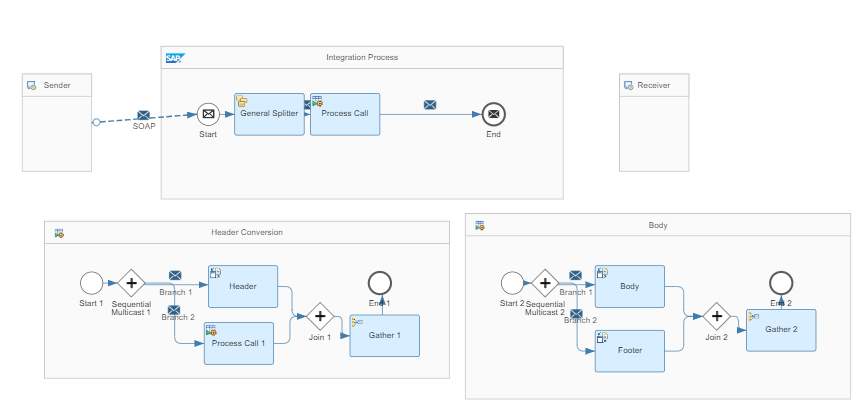 SAP
Integration Process
Sender
Receiver
SOAP
Start
General Splitter
Process Call
End
Header Conversion
Start 1
Sequential
Multicast 1
Branch 1
Branch 2
Header
Process Call 1
Join 1
End 1
Gather 1
Body
Start 2
Sequential
Multicast 2
Branch 1
Branch 2
Body
Footer
Join 2
End 2
Gather 2